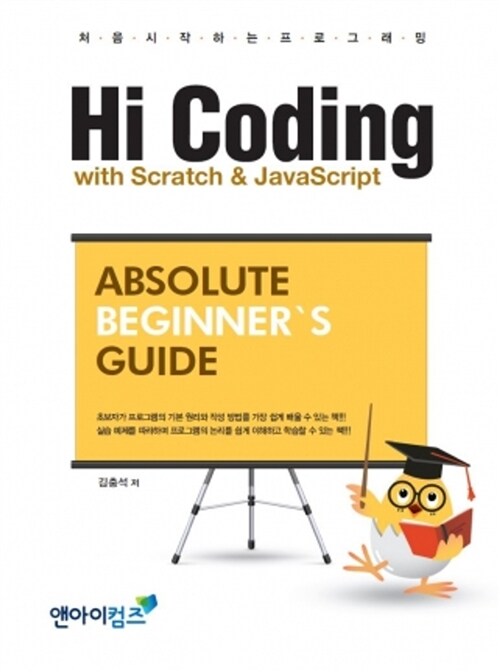 처·음·시·작·하·는·프·로·그·래·밍
Hi Coding
with Scratch & JavaScript
ABSOLUTE
BEGINNER`S
GUIDE
초보자가 프로그램의 기본 원리와 작성 방법을 가장 쉽게 배울 수 있는 책!!!
실습 예제를 따라하며 프로그램의 논리를 쉽게 이해하고 학습할 수 있는 책!!!
김충석 저
앤아이컴즈